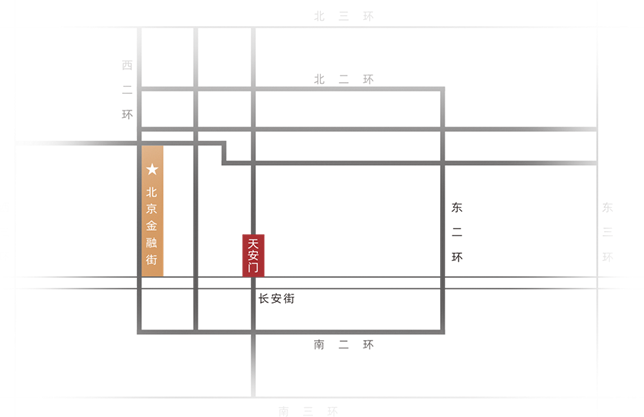 北三环
西二环
北二环
★北京金融街
东二环
东三环
天安门
长安街
南二环
南三环